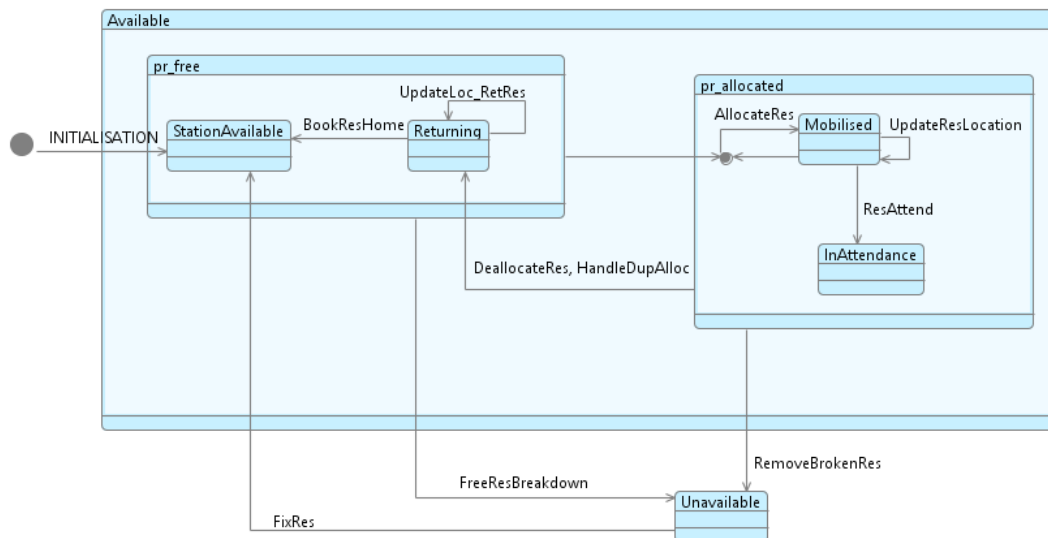 Available
pr_free
pr_allocated
UpdateLoc_RetRes
AllocateRes
Mobilised
UpdateResLocation
INITIALISATION
StationAvailable
BookResHome
Returning
ResAttend
InAttendance
DeallocateRes, HandleDupAlloc
RemoveBrokenRes
FreeResBreakdown
Unavailable
FixRes